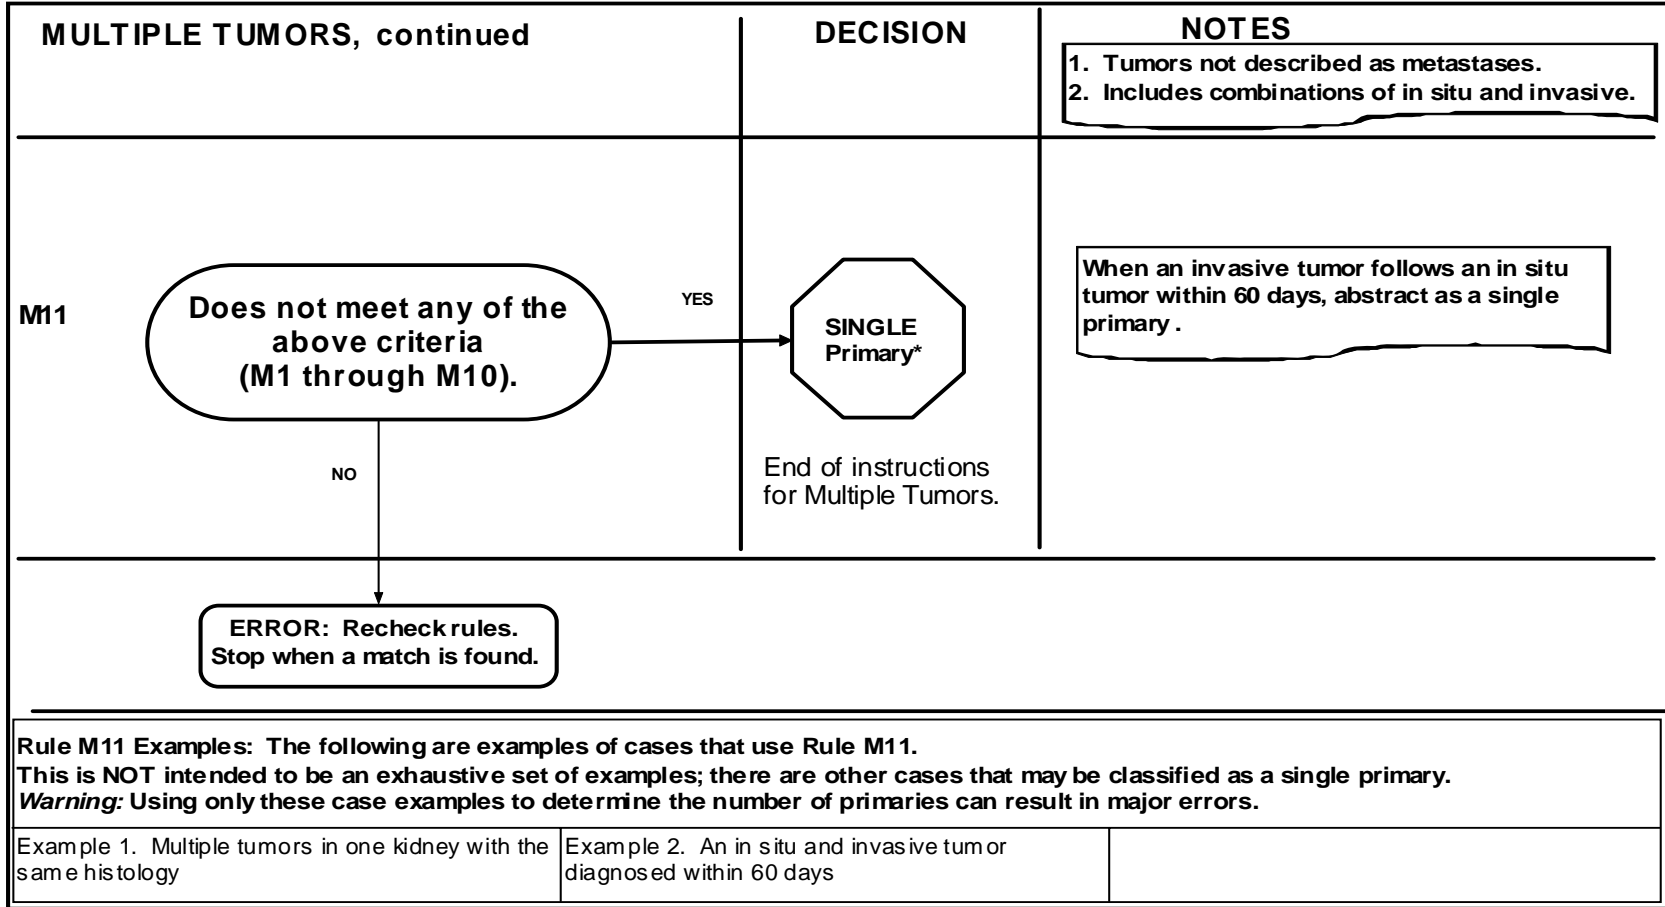 MULTIPLE TUMORS, continued
DECISION
NOTES
1. Tumors not described as metastases.
2. Includes combinations of in situ and invasive.
M11
Does not meet any of the
above criteria
(M1 through M10).
YES
SINGLE
Primary*
When an invasive tumor follows an in situ
tumor within 60 days, abstract as a single
primary .
NO
End of instructions
for Multiple Tumors.
ERROR: Recheck rules.
Stop when a match is found.
Rule M11 Examples: The following are examples of cases that use Rule M11.
This is NOT intended to be an exhaustive set of examples; there are other cases that may be classified as a single primary.
Warning: Using only these case examples to determine the number of primaries can result in major errors.
Example 1. Multiple tumors in one kidney with the
same histology
Example 2. An in situ and invasive tumor
diagnosed within 60 days